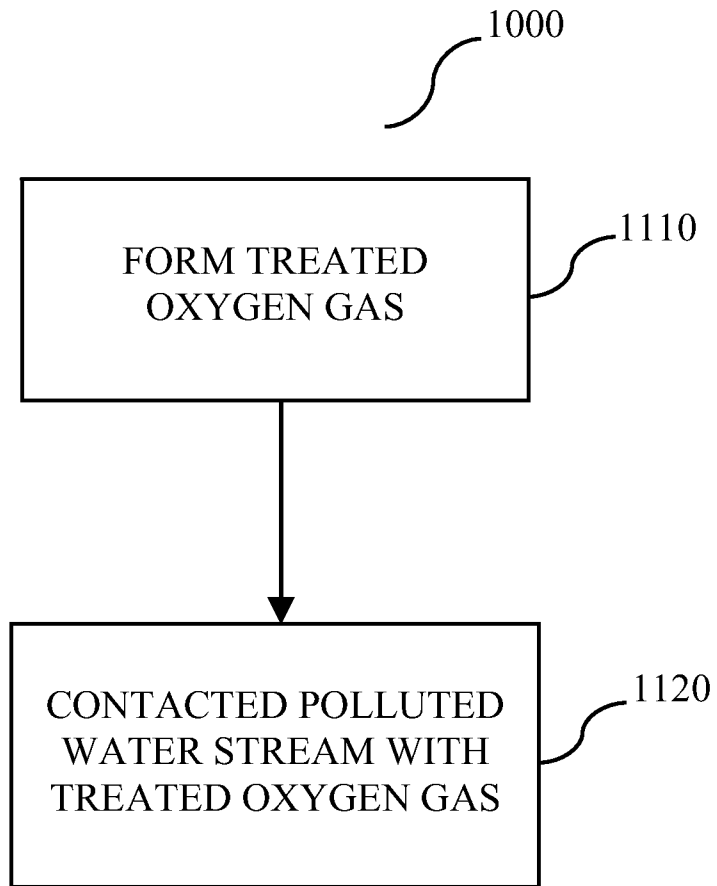 1000
FORM TREATED
OXYGEN GAS
1110
CONTACTED POLLUTED
WATER STREAM WITH
TREATED OXYGEN GAS
1120